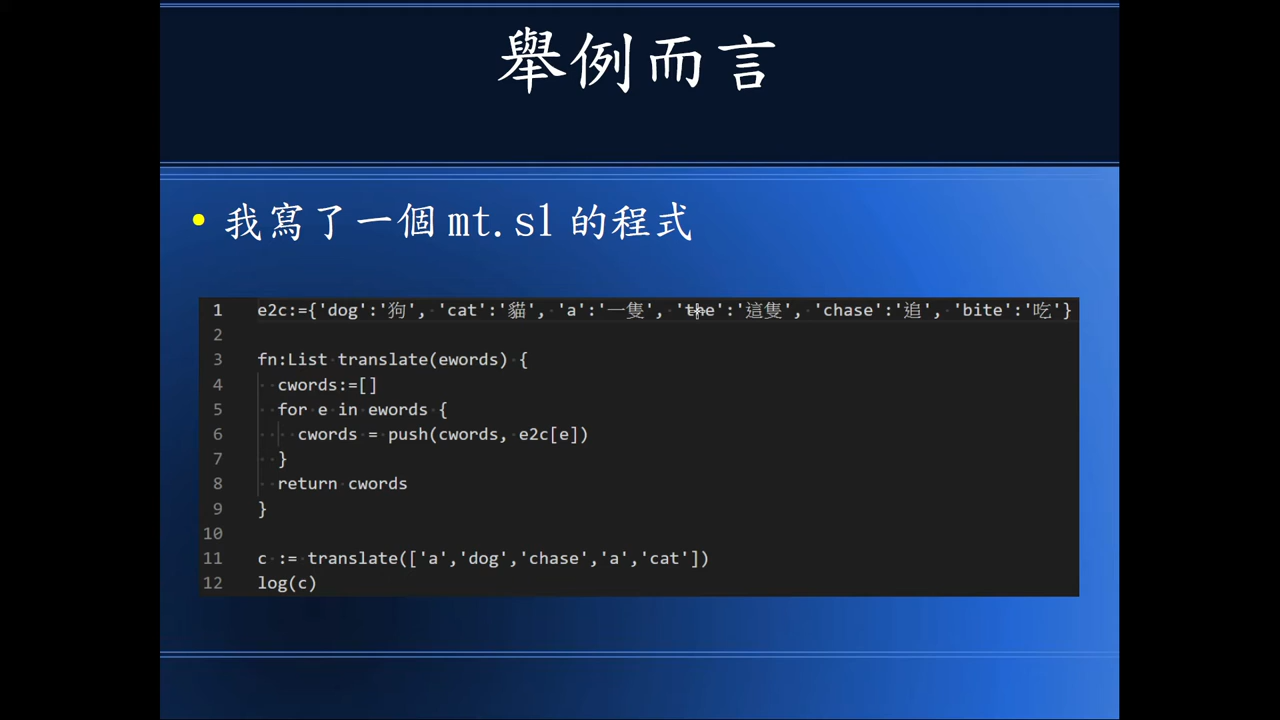 舉例而言
• 我寫了一個 mt.sl 的程式
1 e2c:={'dog':'狗', 'cat':'貓', 'a':'一隻', 'the':'這隻', 'chase':'追', 'bite':'吃'}
2
3 fn:List translate(ewords) {
4 cwords:=[]
5 for e in ewords {
6 cwords = push(cwords, e2c[e])
7 }
8 return cwords
9 }
10
11 c := translate(['a','dog','chase','a','cat'])
12 log(c)